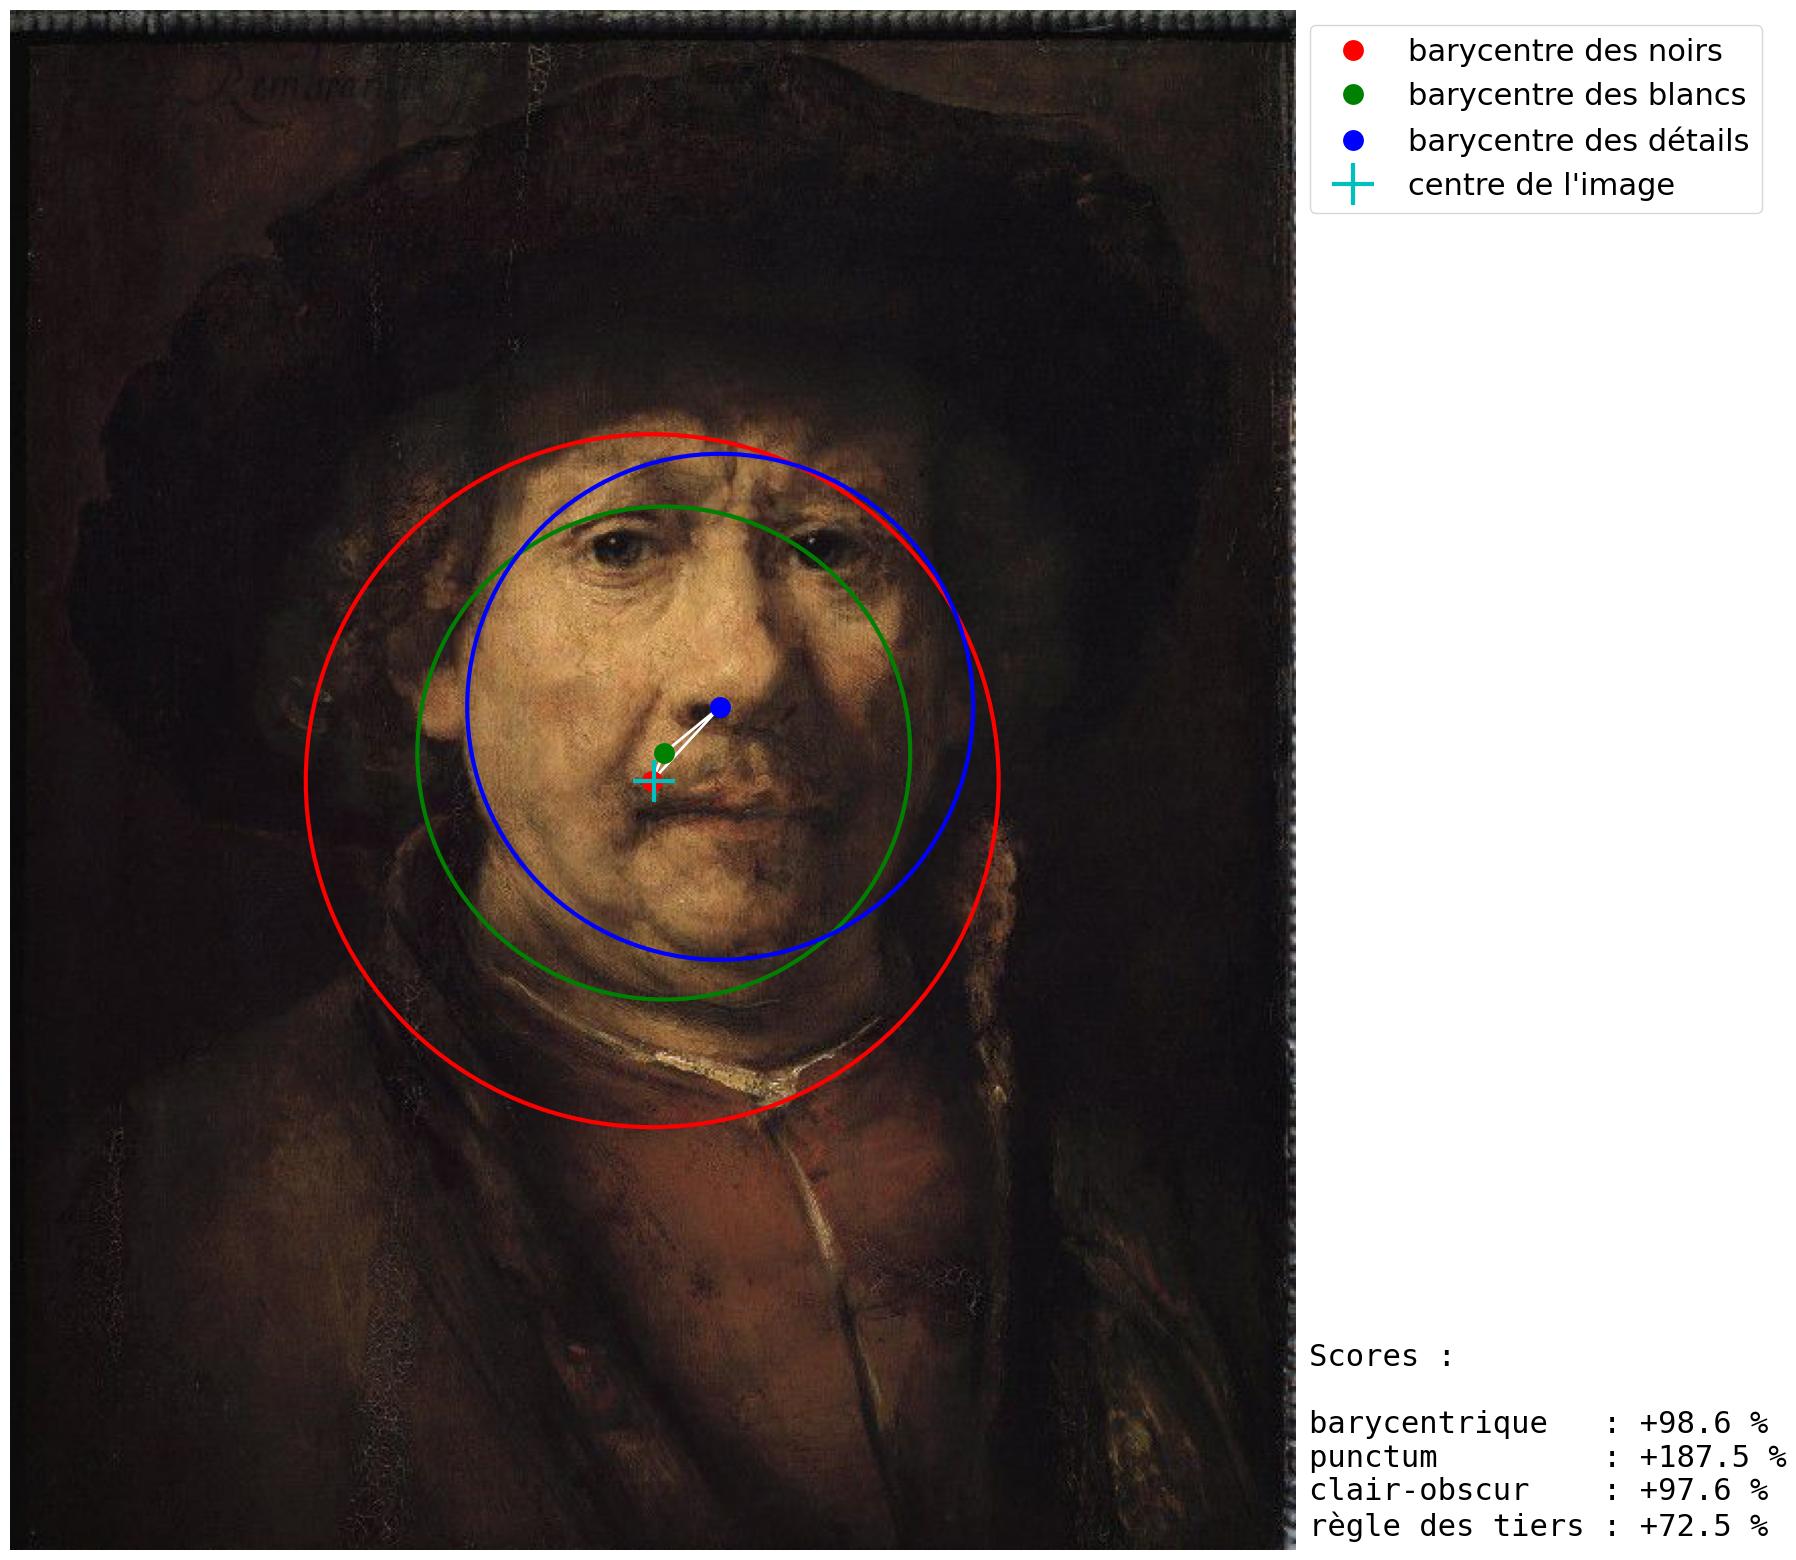 Rembrandt
barycentre des noirs
barycentre des blancs
barycentre des détails
centre de l'image
Scores :
barycentrique : +98.6 %
punctum : +187.5 %
clair-obscur : +97.6 %
règle des tiers : +72.5 %